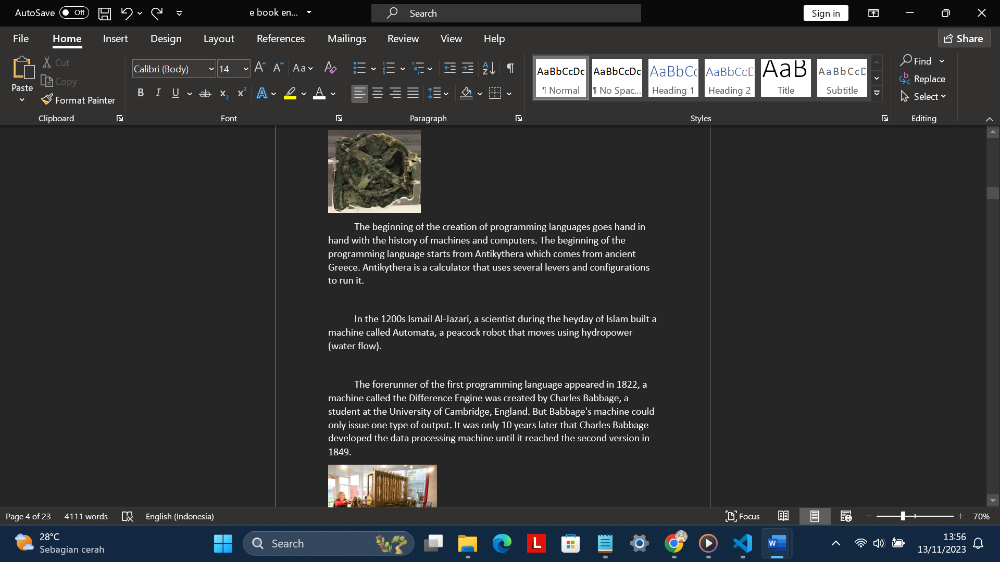 AutoSave Off e book en... Search Sign in
File Home Insert Design Layout References Mailings Review View Help Share
Paste Cut Copy Format Painter Clipboard
Calibri (Body) 14 Aa B I U ab x2 x2 A A Font
Paragraph
AaBbCcDc ¶ Normal AaBbCcDc ¶ No Spac... AaBbCc Heading 1 AaBbCcD Heading 2 AaB Title AaBbCcD Subtitle Styles
Find Replace Select Editing
The beginning of the creation of programming languages goes hand in
hand with the history of machines and computers. The beginning of the
programming language starts from Antikythera which comes from ancient
Greece. Antikythera is a calculator that uses several levers and configurations
to run it.
In the 1200s Ismail Al-Jazari, a scientist during the heyday of Islam built a
machine called Automata, a peacock robot that moves using hydropower
(water flow).
The forerunner of the first programming language appeared in 1822, a
machine called the Difference Engine was created by Charles Babbage, a
student at the University of Cambridge, England. But Babbage's machine could
only issue one type of output. It was only 10 years later that Charles Babbage
developed the data processing machine until it reached the second version in
1849.
Page 4 of 23 4111 words English (Indonesia) Focus 70%
28°C
Sebagian cerah
Search
13:56
13/11/2023